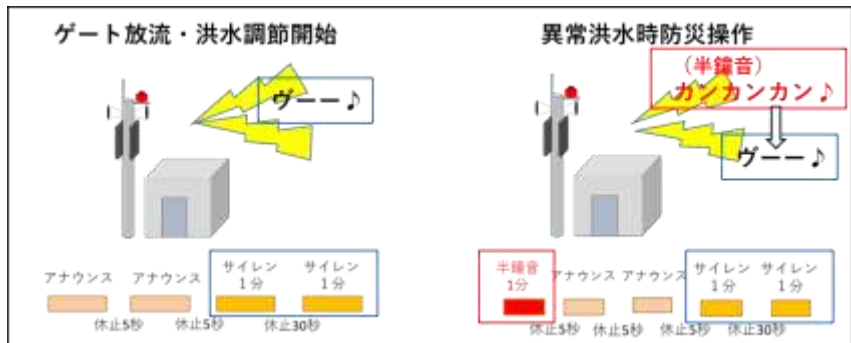 ゲート放流・洪水調節開始
ヴーー♪
アナウンス
アナウンス
サイレン
1分
サイレン
1分
休止5秒
休止5秒
休止30秒
異常洪水時防災操作
（半鐘音）
カンカンカン♪
ヴーー♪
半鐘音
1分
アナウンス
アナウンス
サイレン
1分
サイレン
1分
休止5秒
休止5秒
休止5秒
休止30秒